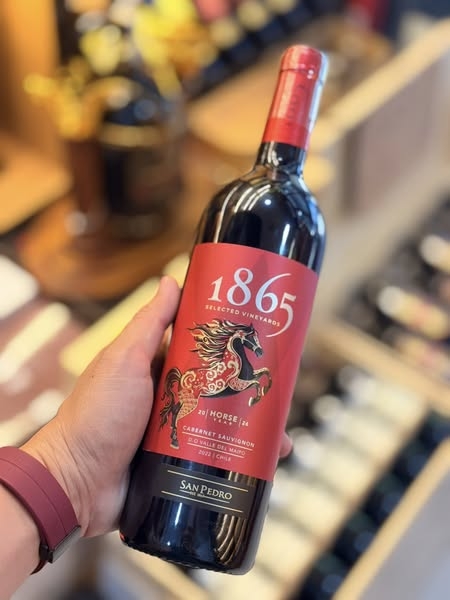 1865
SELECTED VINEYARDS
20 HORSE 26
YEAR
CABERNET SAUVIGNON
D.O VALLE DEL MAIPO
2022 | CHILE
SAN PEDRO